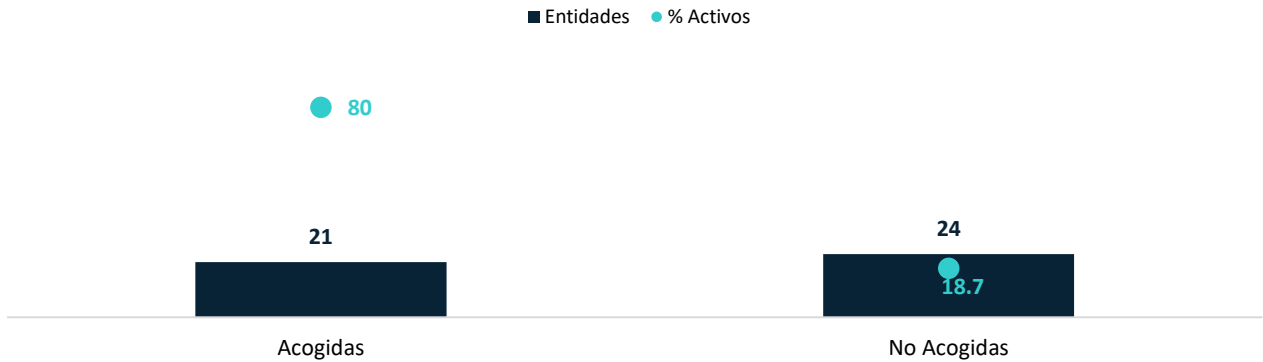 Entidades % Activos
80
21
24
18.7
Acogidas No Acogidas